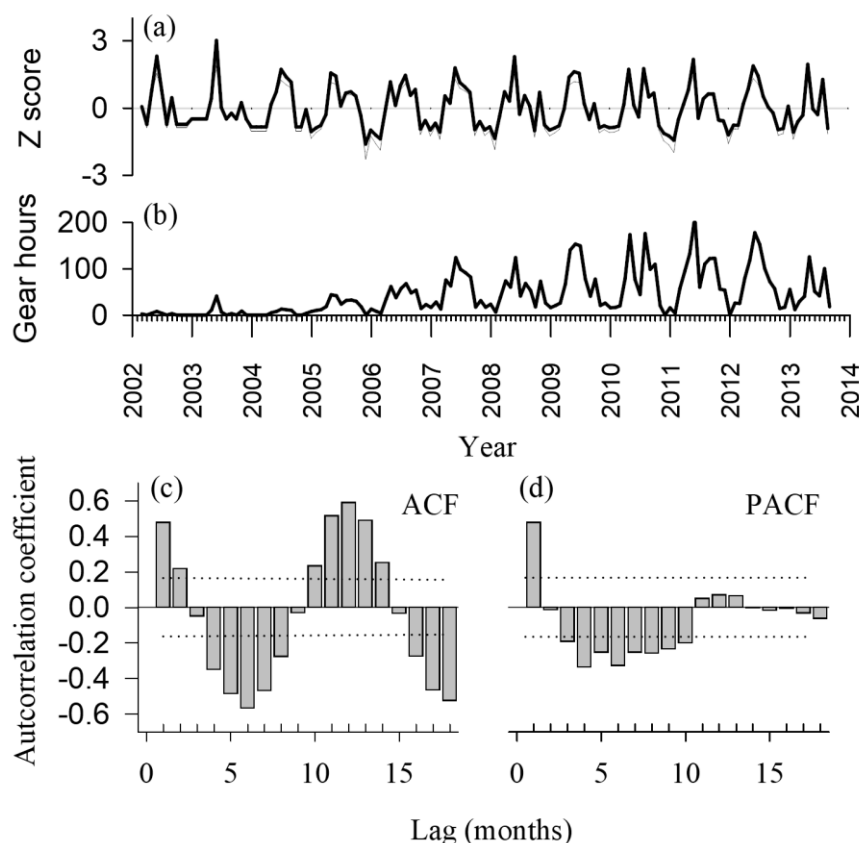 (a)
Z score
3
0
-3
(b)
Gear hours
200
100
0
2002 2003 2004 2005 2006 2007 2008 2009 2010 2011 2012 2013 2014
Year
(c)
ACF
Autcorrelation coefficient
0.6
0.4
0.2
0.0
-0.2
-0.4
-0.6
0 5 10 15
(d)
PACF
0 5 10 15
Lag (months)